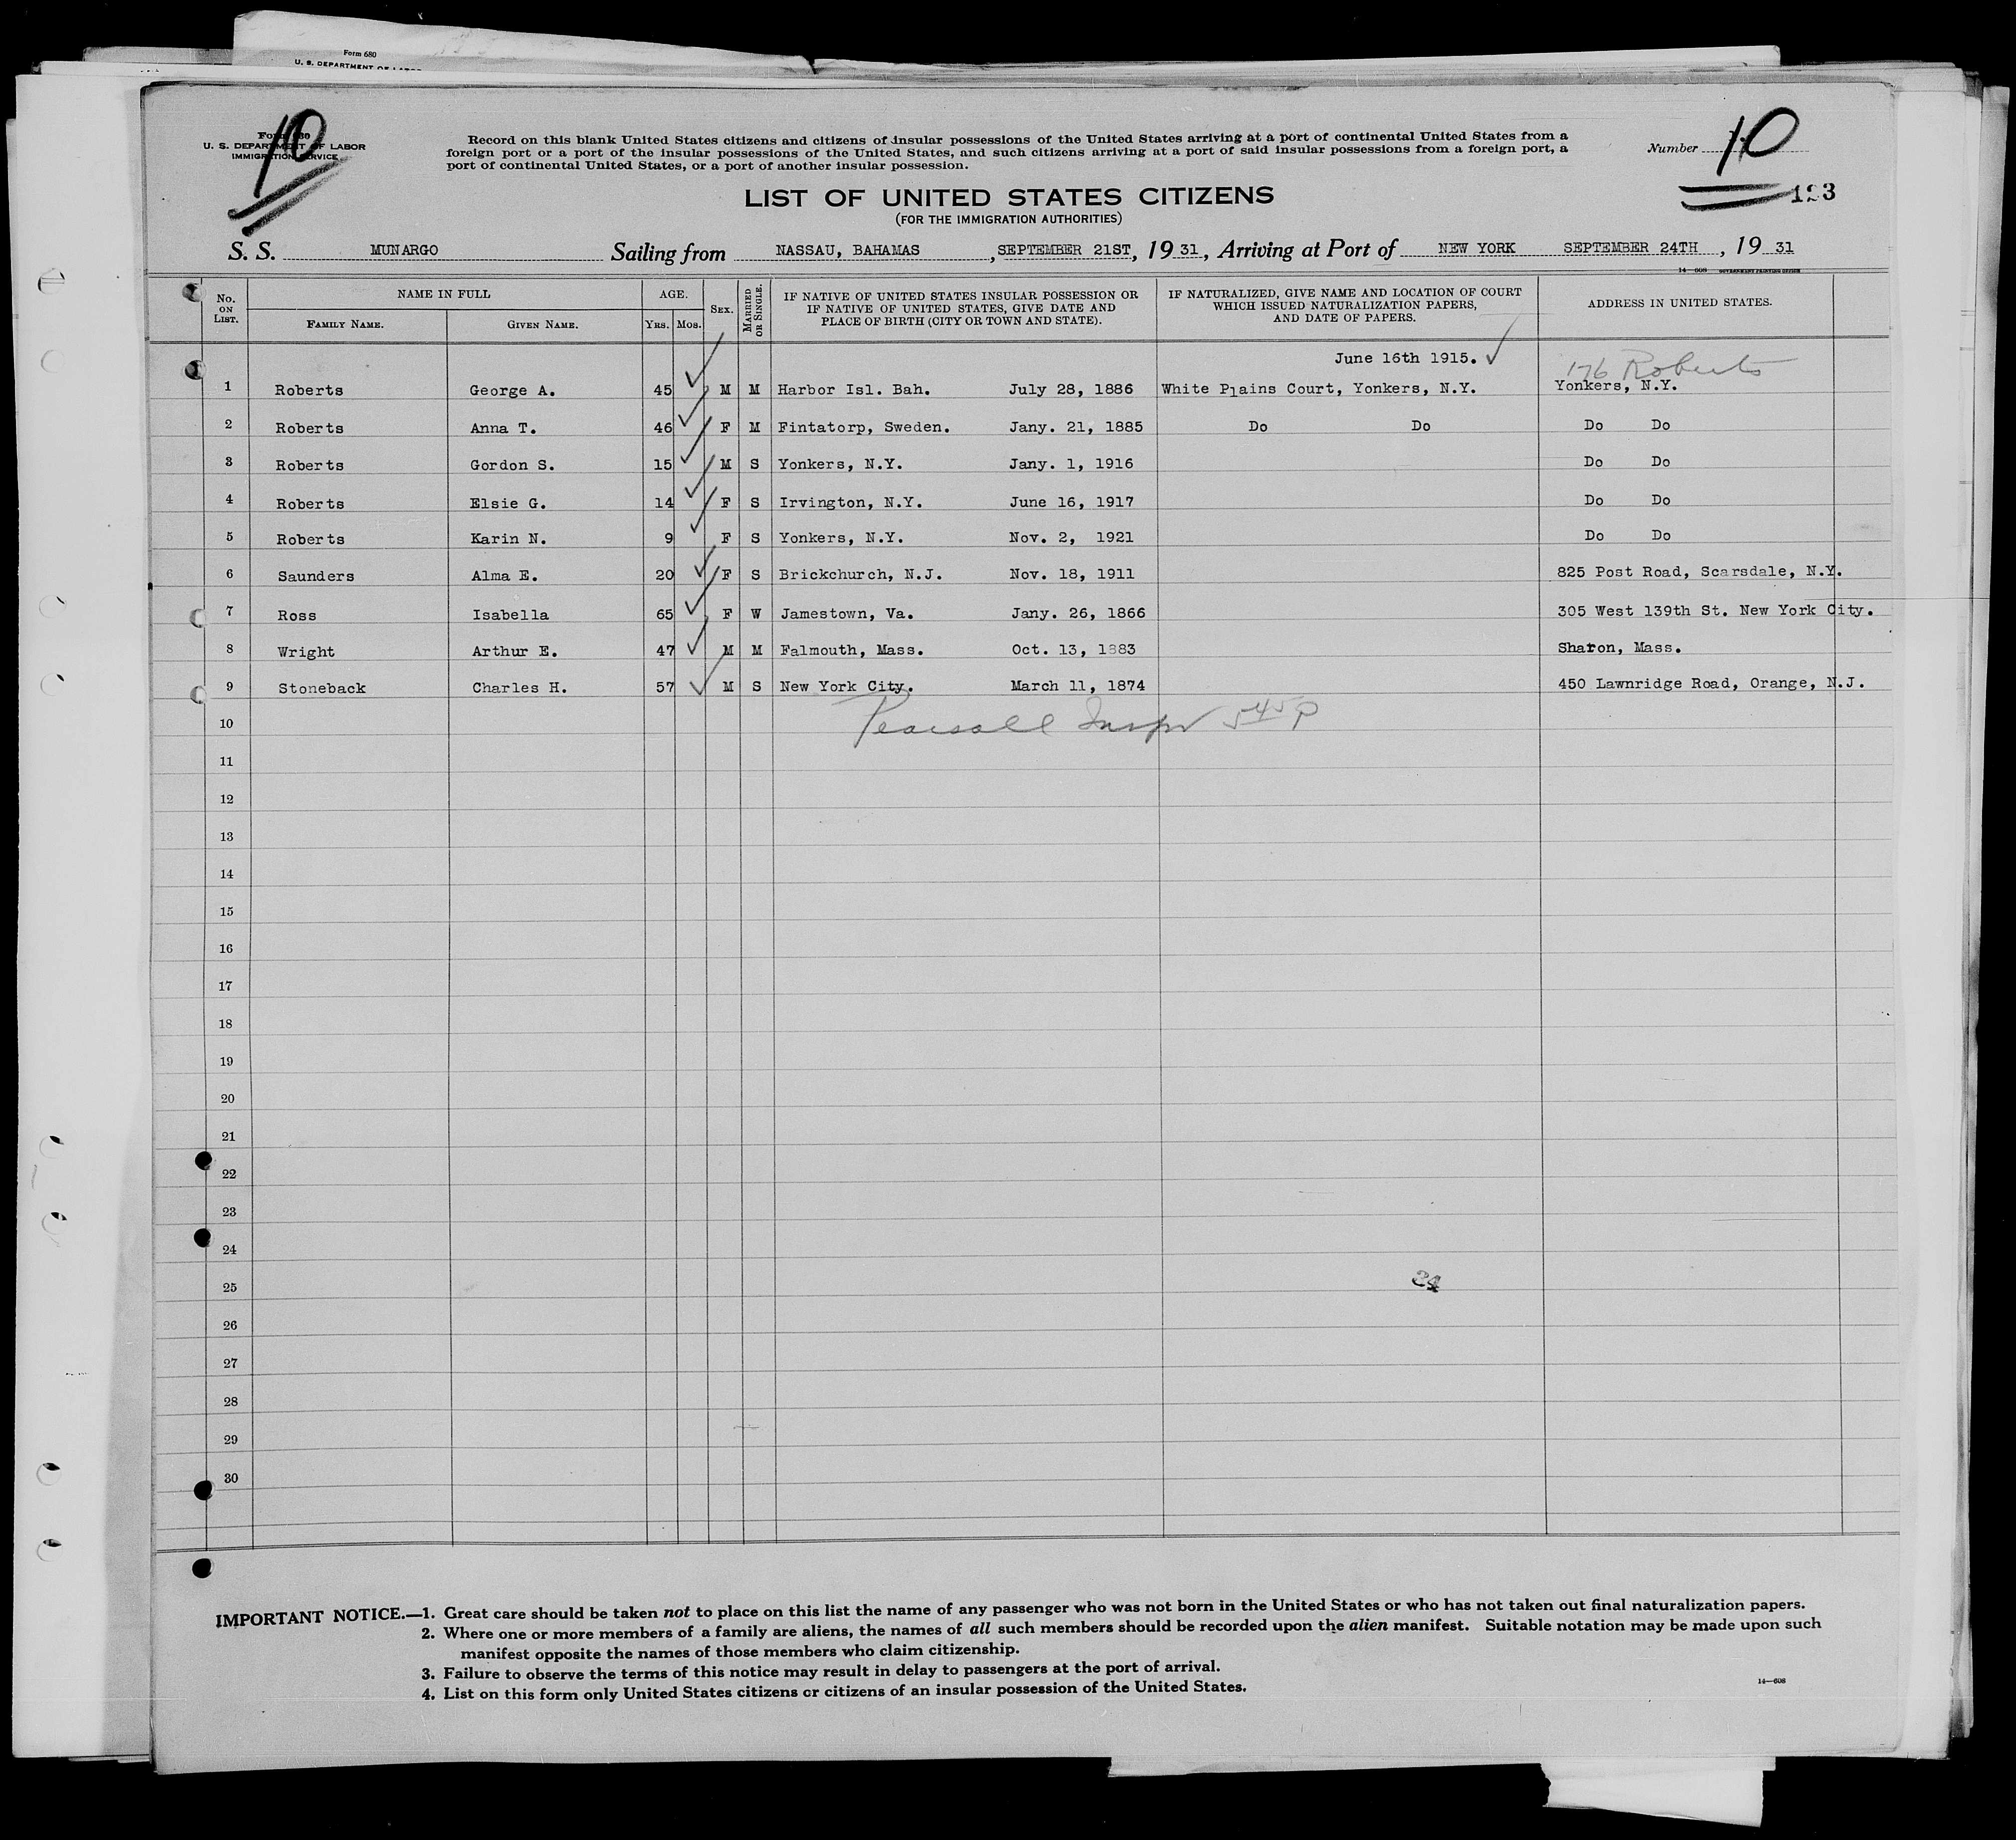 Form 680
U. S. DEPARTMENT OF LABOR
10
Form 680
U. S. DEPARTMENT OF LABOR
IMMIGRATION SERVICE
Record on this blank United States citizens and citizens of insular possessions of the United States arriving at a port of continental United States from a
foreign port or a port of the insular possessions of the United States, and such citizens arriving at a port of said insular possessions from a foreign port, a
port of continental United States, or a port of another insular possession.
Number 10
193
LIST OF UNITED STATES CITIZENS
(FOR THE IMMIGRATION AUTHORITIES)
S. S. MUNARGO Sailing from NASSAU, BAHAMAS, SEPTEMBER 21ST, 19 31, Arriving at Port of NEW YORK SEPTEMBER 24TH, 19 31
14—608 GOVERNMENT PRINTING OFFICE
No. ON LIST. NAME IN FULL AGE. SEX. MARRIED OR SINGLE. IF NATIVE OF UNITED STATES INSULAR POSSESSION OR IF NATIVE OF UNITED STATES, GIVE DATE AND PLACE OF BIRTH (CITY OR TOWN AND STATE). IF NATURALIZED, GIVE NAME AND LOCATION OF COURT WHICH ISSUED NATURALIZATION PAPERS, AND DATE OF PAPERS. ADDRESS IN UNITED STATES.
FAMILY NAME. GIVEN NAME. YRS. MOS.
June 16th 1915. 176 Roberts
1 Roberts George A. 45 M M Harbor Isl. Bah. July 28, 1886 White Plains Court, Yonkers, N.Y. Yonkers, N.Y.
2 Roberts Anna T. 46 F M Fintatorp, Sweden. Jany. 21, 1885 Do Do Do Do
3 Roberts Gordon S. 15 M S Yonkers, N.Y. Jany. 1, 1916 Do Do
4 Roberts Elsie G. 14 F S Irvington, N.Y. June 16, 1917 Do Do
5 Roberts Karin N. 9 F S Yonkers, N.Y. Nov. 2, 1921 Do Do
6 Saunders Alma E. 20 F S Brickchurch, N.J. Nov. 18, 1911 825 Post Road, Scarsdale, N.Y.
7 Ross Isabella 65 F W Jamestown, Va. Jany. 26, 1866 305 West 139th St. New York City.
8 Wright Arthur E. 47 M M Falmouth, Mass. Oct. 13, 1883 Sharon, Mass.
9 Stoneback Charles H. 57 M S New York City. March 11, 1874 450 Lawnridge Road, Orange, N.J.
10 Pearsall Inspr 545 P
11
12
13
14
15
16
17
18
19
20
21
22
23
24
25 24
26
27
28
29
30
IMPORTANT NOTICE.—1. Great care should be taken not to place on this list the name of any passenger who was not born in the United States or who has not taken out final naturalization papers.
2. Where one or more members of a family are aliens, the names of all such members should be recorded upon the alien manifest. Suitable notation may be made upon such
manifest opposite the names of those members who claim citizenship.
3. Failure to observe the terms of this notice may result in delay to passengers at the port of arrival.
4. List on this form only United States citizens or citizens of an insular possession of the United States.
14—608